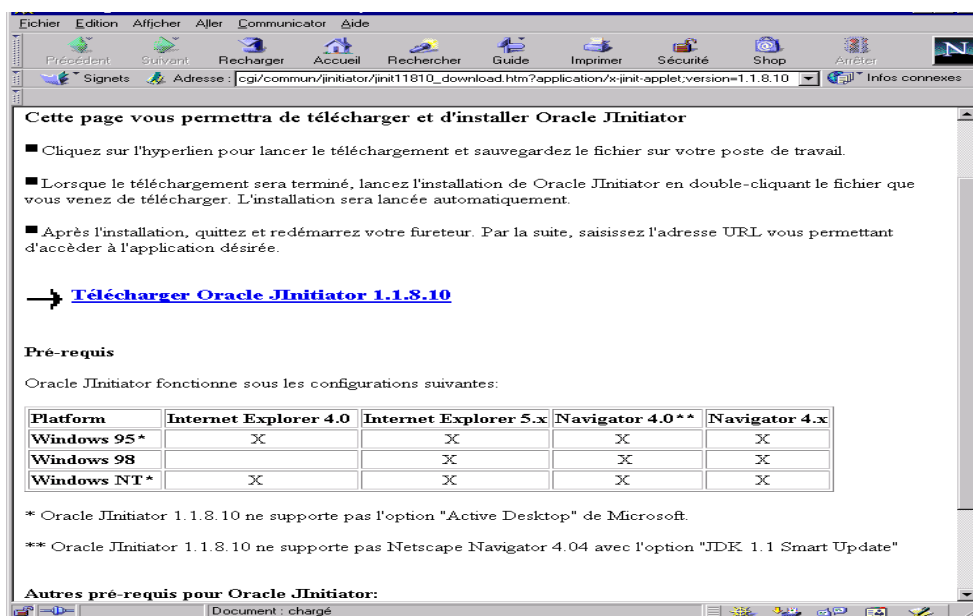 Fichier Edition Afficher Aller Communicator Aide
Précédent Suivant Recharger Accueil Rechercher Guide Imprimer Sécurité Shop Arrêter
N
Signets Adresse : cgi/commun/jinitiator/jinit11810_download.htm?application/x-jinit-applet;version=1.1.8.10 Infos connexes
Cette page vous permettra de télécharger et d'installer Oracle JInitiator
Cliquez sur l'hyperlien pour lancer le téléchargement et sauvegardez le fichier sur votre poste de travail.
Lorsque le téléchargement sera terminé, lancez l'installation de Oracle JInitiator en double-cliquant le fichier que
vous venez de télécharger. L'installation sera lancée automatiquement.
Après l'installation, quittez et redémarrez votre fureteur. Par la suite, saisissez l'adresse URL vous permettant
d'accèder à l'application désirée.
Télécharger Oracle JInitiator 1.1.8.10
Pré-requis
Oracle JInitiator fonctionne sous les configurations suivantes:
Platform Internet Explorer 4.0 Internet Explorer 5.x Navigator 4.0** Navigator 4.x
Windows 95* X X X X
Windows 98 X X X
Windows NT* X X X X
* Oracle JInitiator 1.1.8.10 ne supporte pas l'option "Active Desktop" de Microsoft.
** Oracle JInitiator 1.1.8.10 ne supporte pas Netscape Navigator 4.04 avec l'option "JDK 1.1 Smart Update"
Autres pré-requis pour Oracle JInitiator:
Document : chargé